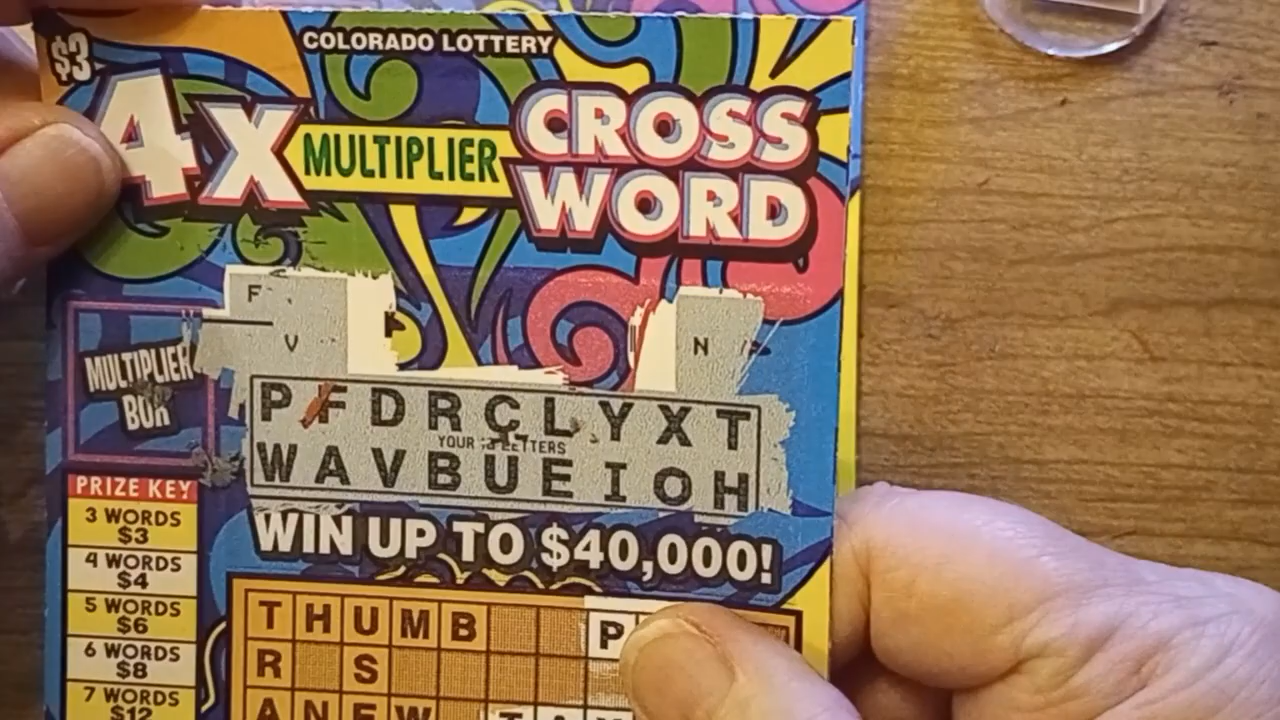 $3
COLORADO LOTTERY
4X MULTIPLIER CROSS WORD
F
V
N
MULTIPLIER BOX
P F D R C L Y X T
YOUR LETTERS
W A V B U E I O H
WIN UP TO $40,000!
PRIZE KEY
3 WORDS
$3
4 WORDS
$4
5 WORDS
$6
6 WORDS
$8
7 WORDS
$12
T H U M B P
R S
A N E W T